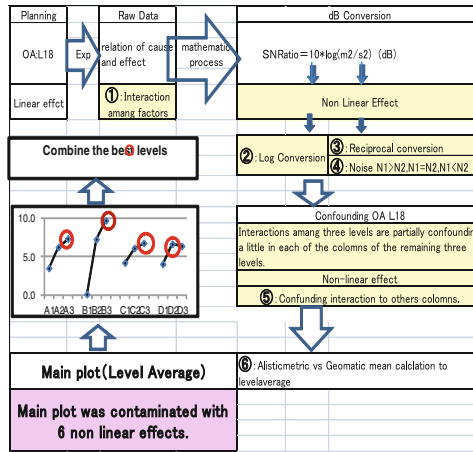 Planning
Raw Data
dB Conversion
OA:L18
Exp
relation of cause
and effect
mathematic
process
SNRatio=10*log(m2/s2) (dB)
Linear effct
①:Interaction
amang factors
Non Linear Effect
Combine the best levels
②:Log Conversion
③:Reciprocal conversion
④:Noise N1>N2,N1=N2,N1<N2
10.0
5.0
0.0
A1A2A3 B1B2B3 C1C2C3 D1D2D3
Confounding OA L18
Interactions among three levels are partially confoundin
a little in each of the colomns of the remaining three
levels.
Non-linear effect
⑤:Confunding interaction to others colomns.
Main plot(Level Average)
⑥:Alisticmetric vs Geomatic mean calclation to
levelaverage
Main plot was contaminated with
6 non linear effects.